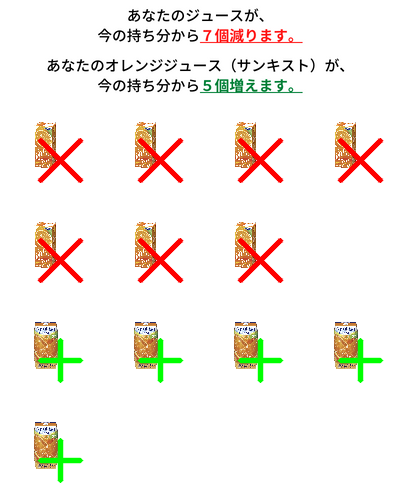 あなたのジュースが、
今の持ち分から７個減ります。
あなたのオレンジジュース（サンキスト）が、
今の持ち分から５個増えます。